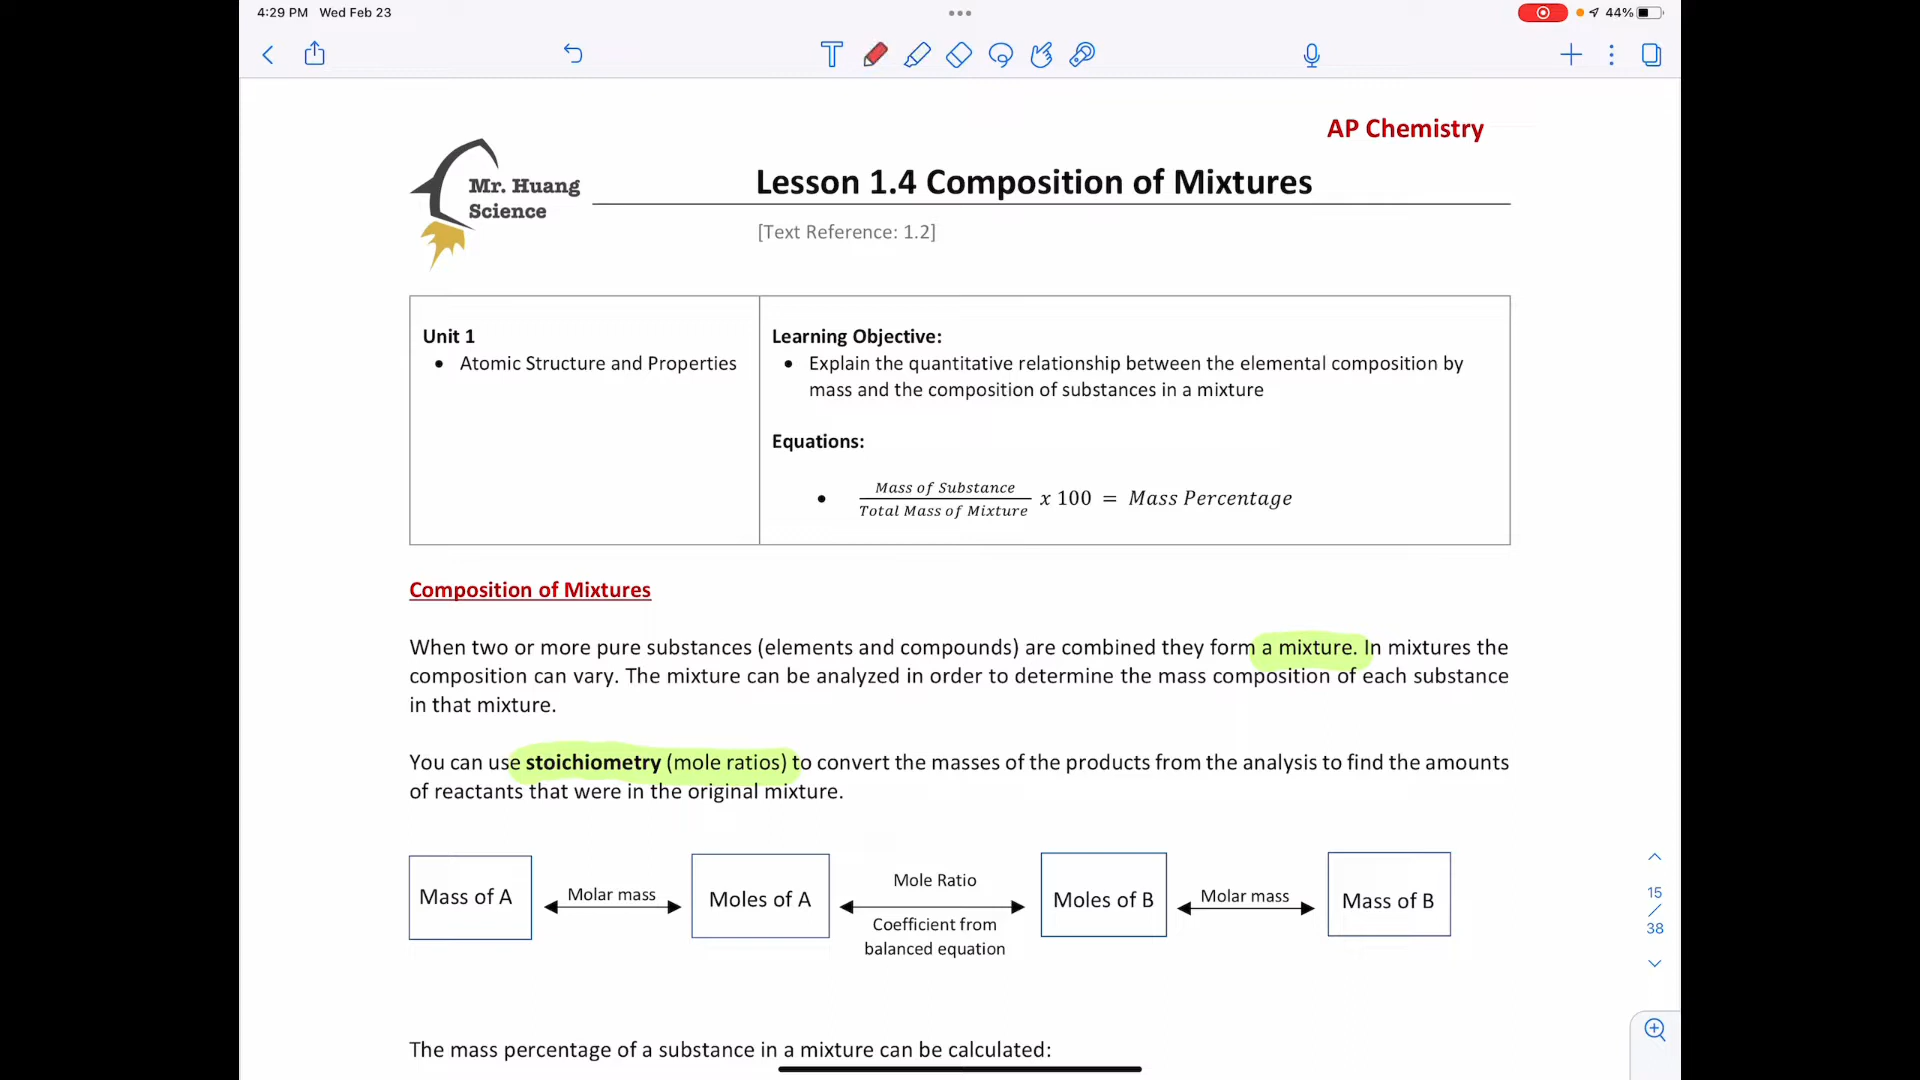 4:29 PM Wed Feb 23
44%
AP Chemistry
Mr. Huang
Science
Lesson 1.4 Composition of Mixtures
[Text Reference: 1.2]
Unit 1
• Atomic Structure and Properties
Learning Objective:
• Explain the quantitative relationship between the elemental composition by
mass and the composition of substances in a mixture
Equations:
• Mass of Substance / Total Mass of Mixture x 100 = Mass Percentage
Composition of Mixtures
When two or more pure substances (elements and compounds) are combined they form a mixture. In mixtures the
composition can vary. The mixture can be analyzed in order to determine the mass composition of each substance
in that mixture.
You can use stoichiometry (mole ratios) to convert the masses of the products from the analysis to find the amounts
of reactants that were in the original mixture.
Mass of A
Molar mass
Moles of A
Mole Ratio
Coefficient from
balanced equation
Moles of B
Molar mass
Mass of B
15
/
38
The mass percentage of a substance in a mixture can be calculated: